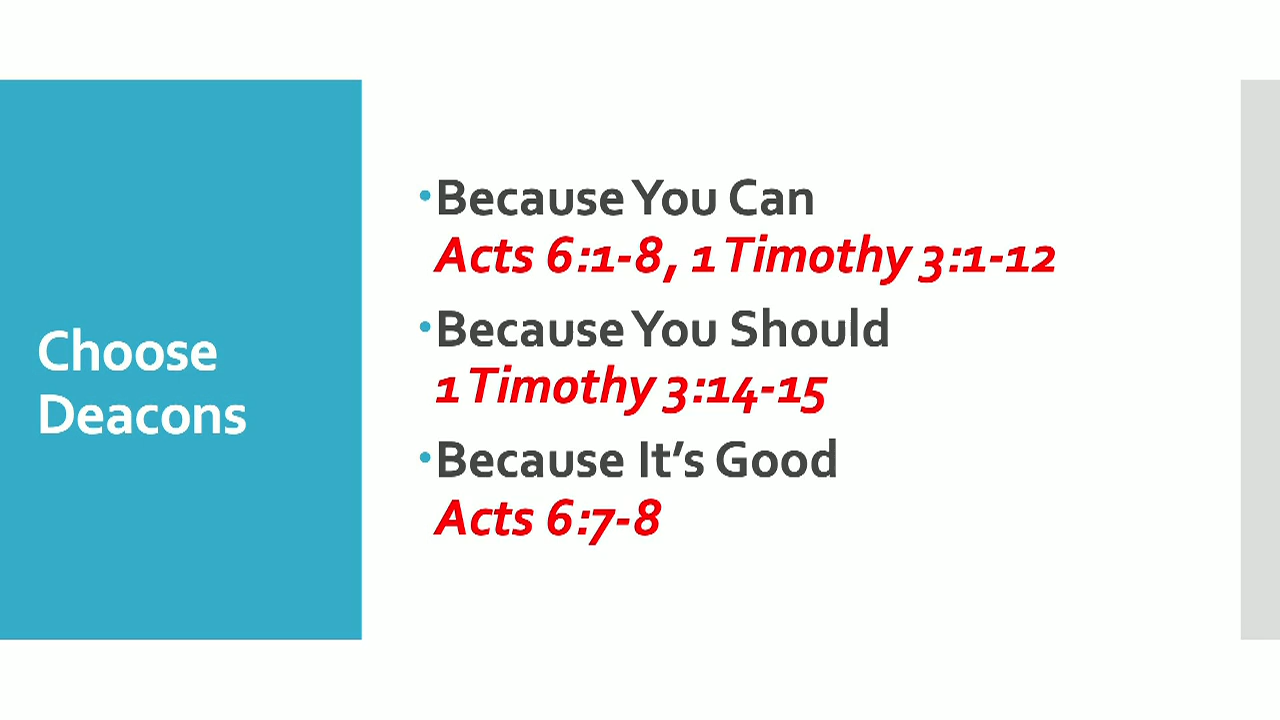 Choose
Deacons
•Because You Can
Acts 6:1-8, 1 Timothy 3:1-12
•Because You Should
1 Timothy 3:14-15
•Because It’s Good
Acts 6:7-8